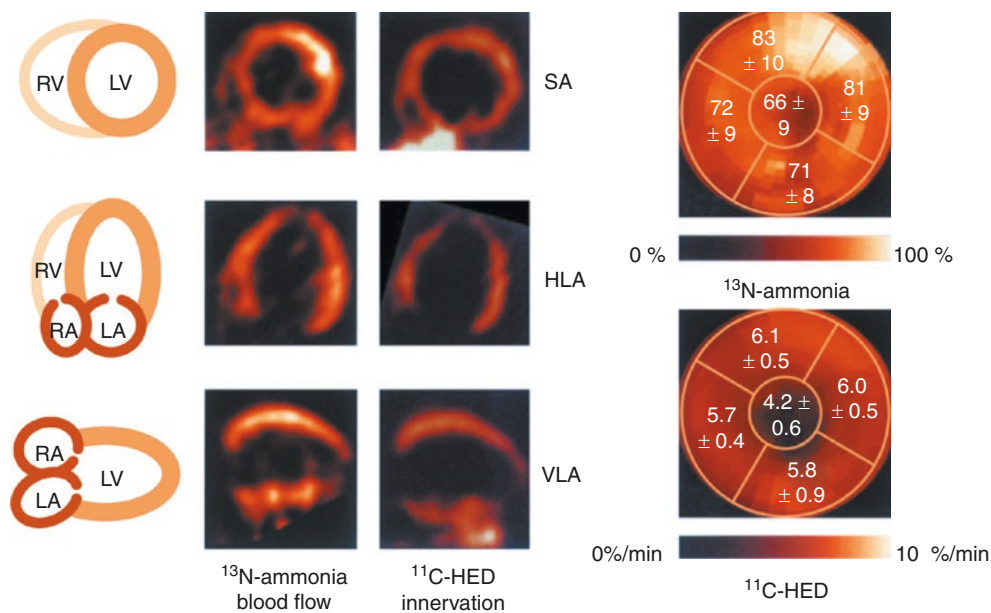 RV LV
SA
83
± 10
81
± 9
72
± 9
66 ±
9
71
± 8
0 % 100 %
¹³N-ammonia
RV LV
RA LA
HLA
6.1
± 0.5
6.0
± 0.5
5.7
± 0.4
4.2 ±
0.6
5.8
± 0.9
RA
LA
LV
VLA
0%/min 10 %/min
¹¹C-HED
¹³N-ammonia
blood flow
¹¹C-HED
innervation